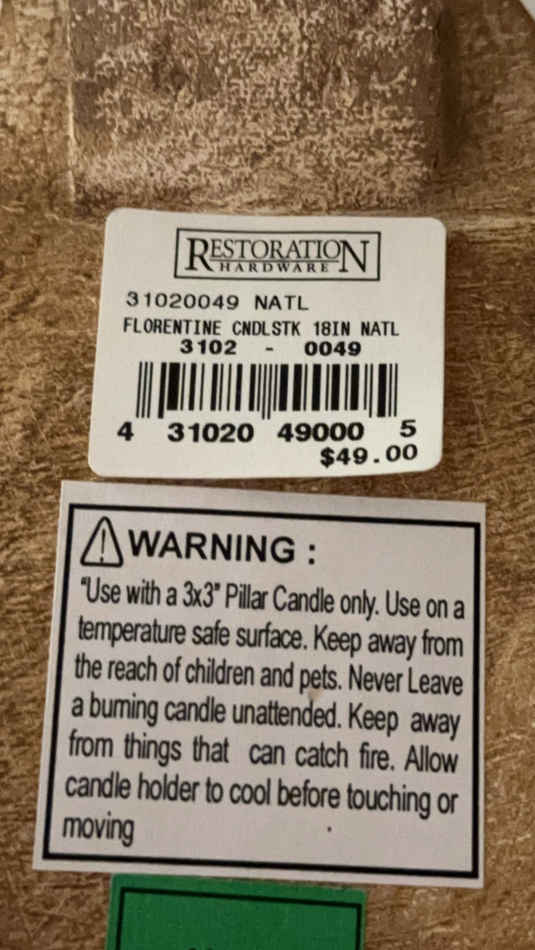 RESTORATION
HARDWARE
31020049 NATL
FLORENTINE CNDLSTK 18IN NATL
3102 - 0049
4 31020 49000 5
$49.00
WARNING :
"Use with a 3x3" Pillar Candle only. Use on a
temperature safe surface. Keep away from
the reach of children and pets. Never Leave
a burning candle unattended. Keep away
from things that can catch fire. Allow
candle holder to cool before touching or
moving